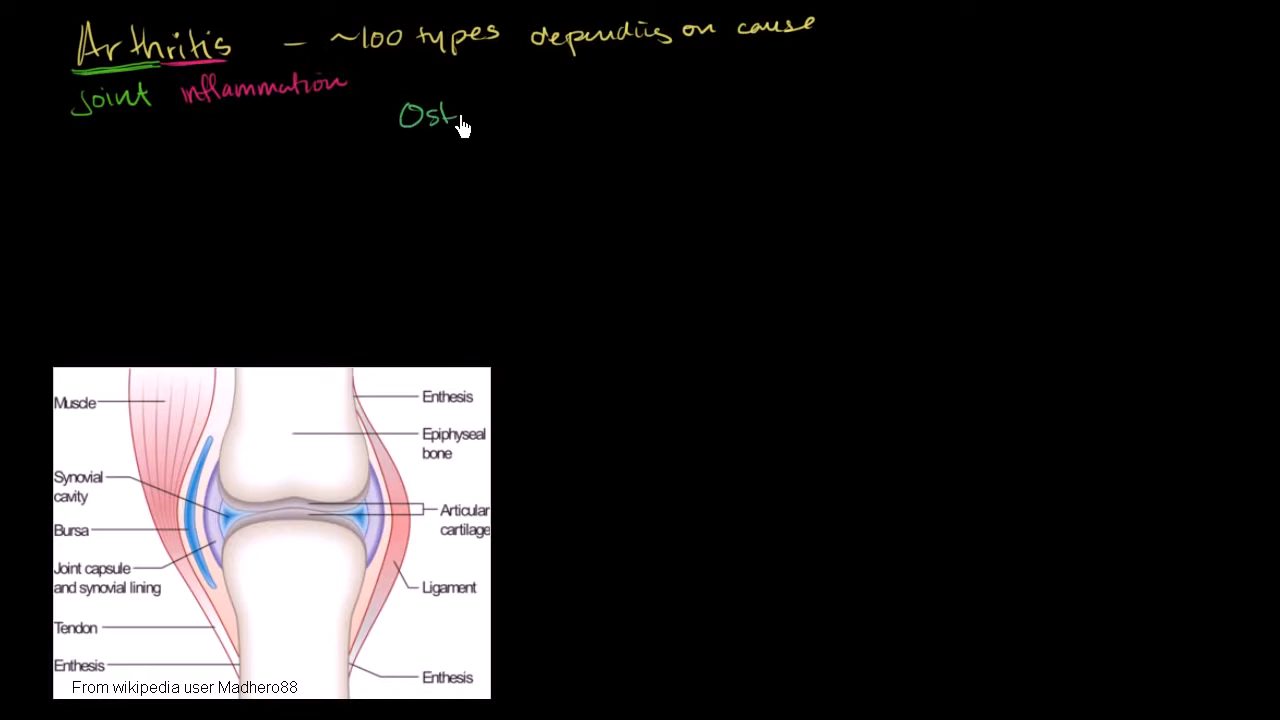 Arthritis - ~100 types depending on cause
Joint inflammation
Ost
Muscle
Enthesis
Epiphyseal
bone
Synovial
cavity
Articular
cartilage
Bursa
Joint capsule
and synovial lining
Ligament
Tendon
Enthesis
Enthesis
From wikipedia user Madhero88